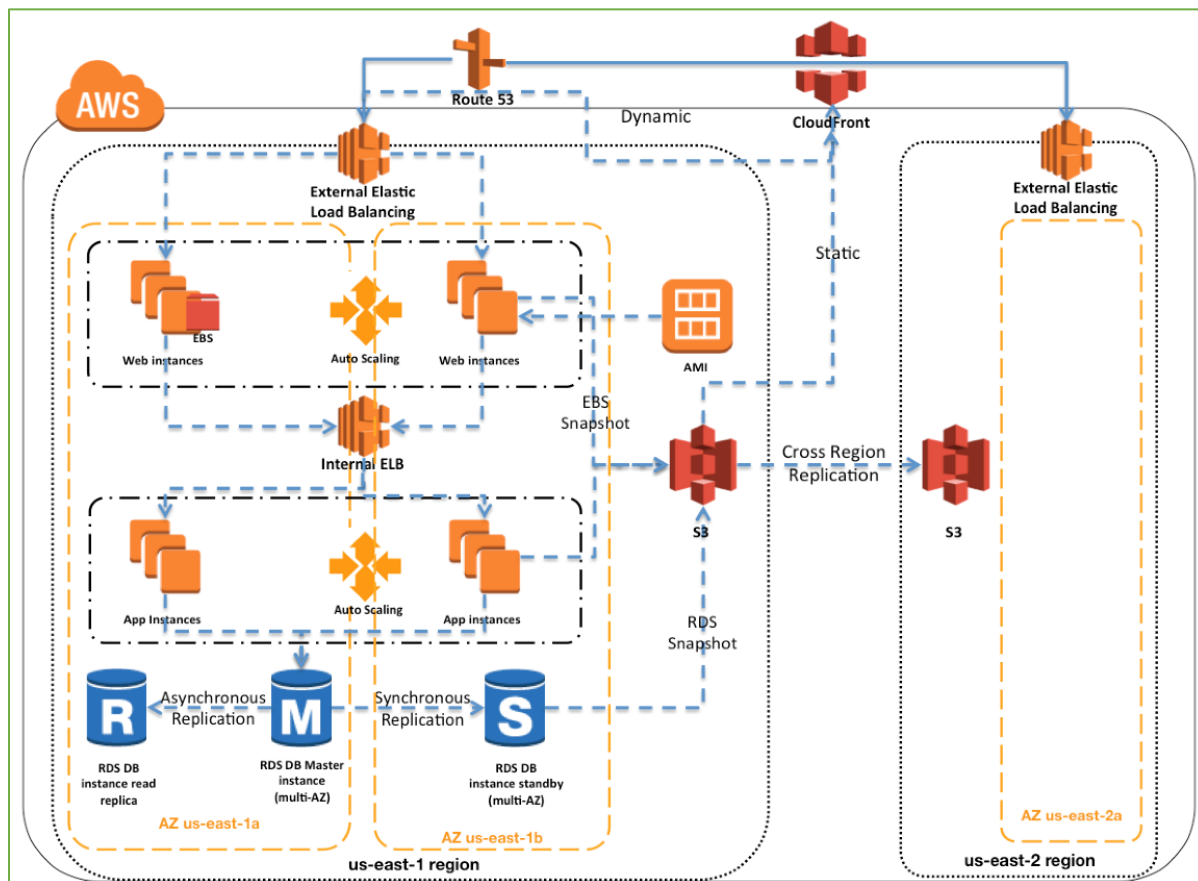 AWS
Route 53
Dynamic
CloudFront
External Elastic
Load Balancing
External Elastic
Load Balancing
Static
EBS
Web instances
Auto Scaling
Web instances
AMI
EBS
Snapshot
Internal ELB
Cross Region
Replication
S3
S3
App Instances
Auto Scaling
App instances
RDS
Snapshot
R
Asynchronous
Replication
M
Synchronous
Replication
S
RDS DB
instance read
replica
RDS DB Master
instance
(multi-AZ)
RDS DB
instance standby
(multi-AZ)
AZ us-east-1a
AZ us-east-1b
AZ us-east-2a
us-east-1 region
us-east-2 region